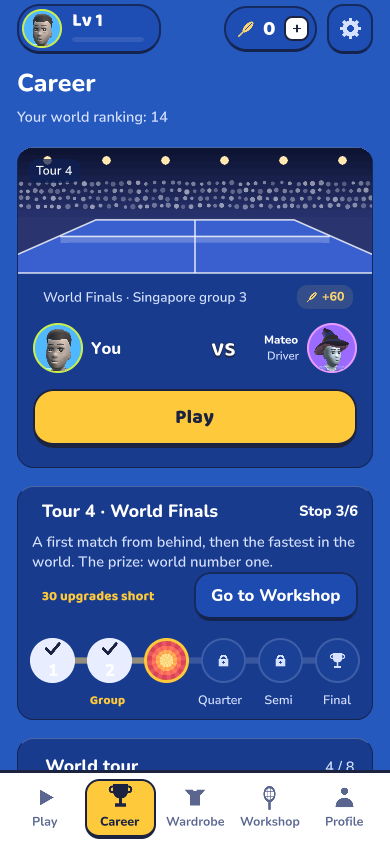 Lv 1
0
+
Career
Your world ranking: 14
Tour 4
World Finals · Singapore group 3
+60
You
VS
Mateo
Driver
Play
Tour 4 · World Finals
Stop 3/6
A first match from behind, then the fastest in the
world. The prize: world number one.
30 upgrades short
Go to Workshop
1
2
Group
Quarter
Semi
Final
World tour
4 / 8
Play
Career
Wardrobe
Workshop
Profile